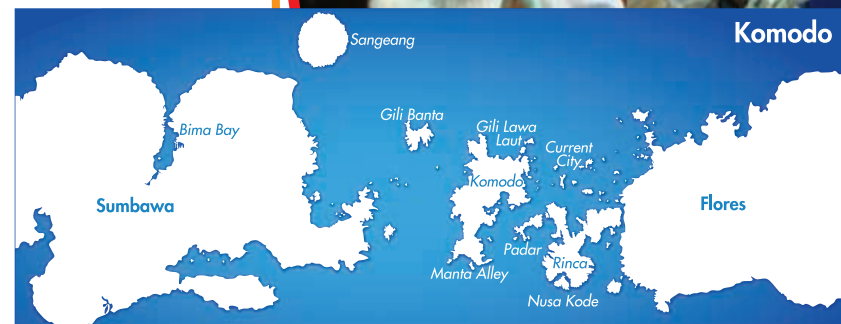 Komodo
Sangeang
Gili Banta
Bima Bay
Gili Lawa
Laut
Current
City
Komodo
Sumbawa
Flores
Padar
Rinca
Manta Alley
Nusa Kode